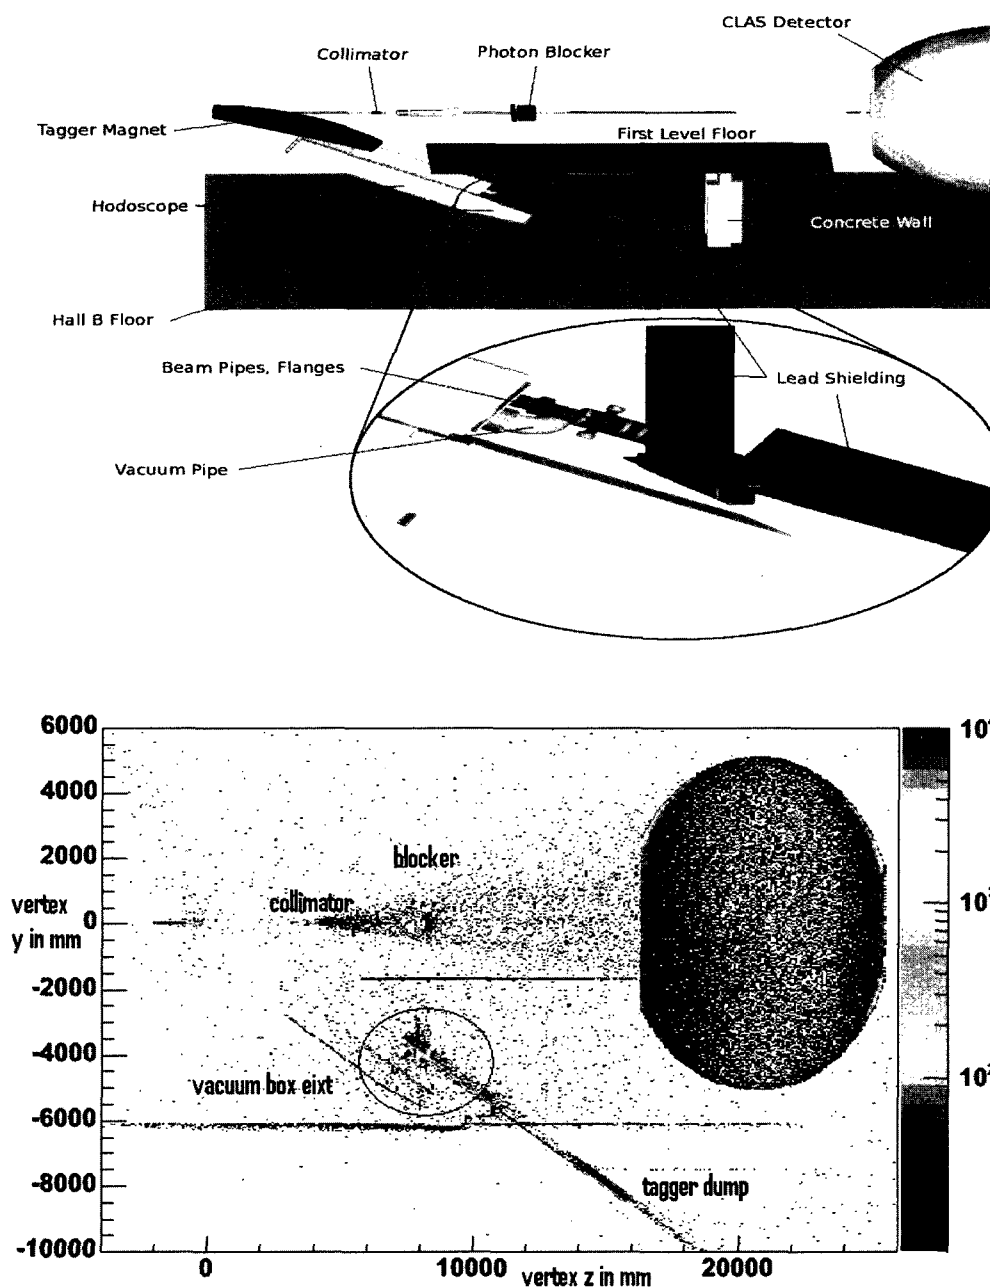 CLAS Detector
Collimator
Photon Blocker
Tagger Magnet
First Level Floor
Hodoscope
Concrete Wall
Hall B Floor
Beam Pipes, Flanges
Lead Shielding
Vacuum Pipe
6000
4000
2000
0
-2000
-4000
-6000
-8000
-10000
vertex
y in mm
blocker
collimator
vacuum box eixt
tagger dump
0
10000
20000
vertex z in mm